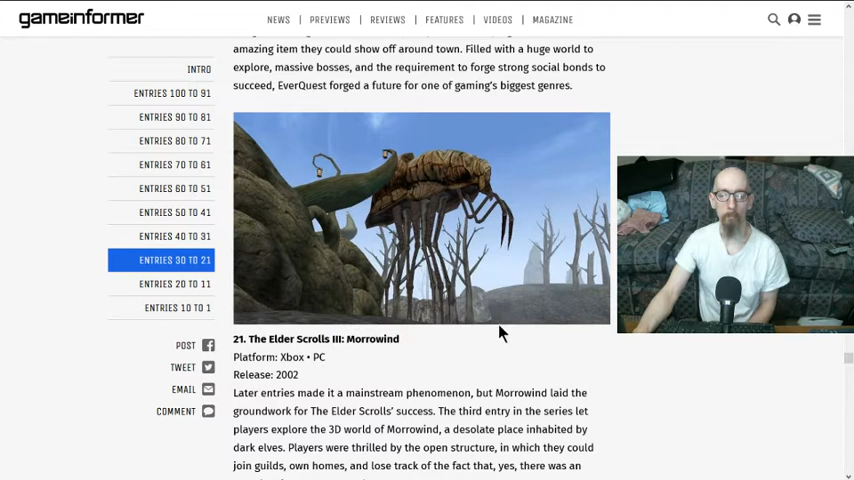 gameinformer
NEWS PREVIEWS REVIEWS FEATURES VIDEOS MAGAZINE
amazing item they could show off around town. Filled with a huge world to
explore, massive bosses, and the requirement to forge strong social bonds to
succeed, EverQuest forged a future for one of gaming's biggest genres.
INTRO
ENTRIES 100 TO 91
ENTRIES 90 TO 81
ENTRIES 80 TO 71
ENTRIES 70 TO 61
ENTRIES 60 TO 51
ENTRIES 50 TO 41
ENTRIES 40 TO 31
ENTRIES 30 TO 21
ENTRIES 20 TO 11
ENTRIES 10 TO 1
POST
TWEET
EMAIL
COMMENT
21. The Elder Scrolls III: Morrowind
Platform: Xbox • PC
Release: 2002
Later entries made it a mainstream phenomenon, but Morrowind laid the
groundwork for The Elder Scrolls' success. The third entry in the series let
players explore the 3D world of Morrowind, a desolate place inhabited by
dark elves. Players were thrilled by the open structure, in which they could
join guilds, own homes, and lose track of the fact that, yes, there was an